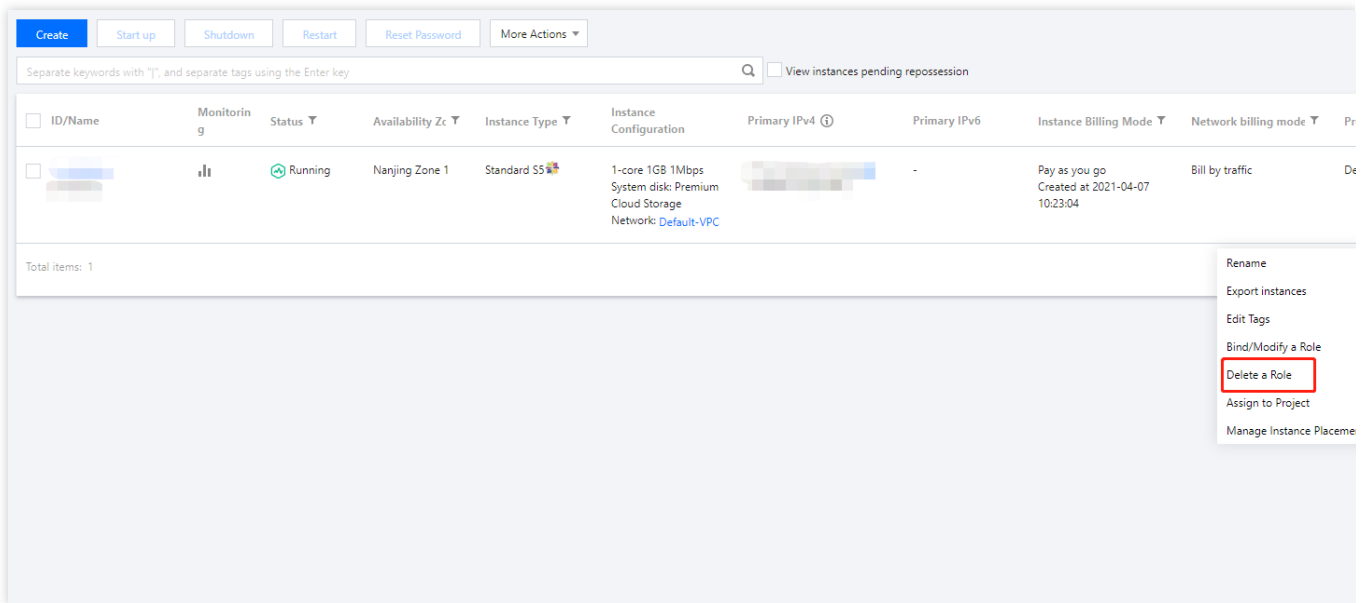 Create Start up Shutdown Restart Reset Password More Actions
Separate keywords with "|", and separate tags using the Enter key View instances pending repossession
ID/Name Monitorin Status Availability Zc Instance Type Instance Primary IPv4 Primary IPv6 Instance Billing Mode Network billing mode Pr
g Configuration
Running Nanjing Zone 1 Standard S5 1-core 1GB 1Mbps - Pay as you go Bill by traffic De
System disk: Premium Created at 2021-04-07
Cloud Storage 10:23:04
Network: Default-VPC
Total items: 1
Rename
Export instances
Edit Tags
Bind/Modify a Role
Delete a Role
Assign to Project
Manage Instance Placeme